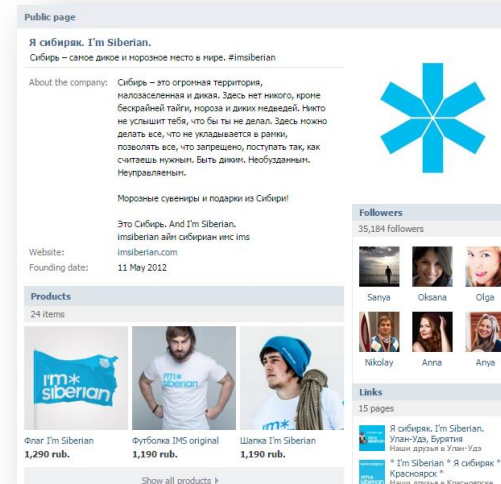 Public page
Я сибиряк. I'm Siberian.
Сибирь – самое дикое и морозное место в мире. #imsiberian
About the company:
Сибирь – это огромная территория,
малозаселенная и дикая. Здесь нет никого, кроме
бескрайней тайги, мороза и диких медведей. Никто
не услышит тебя, что бы ты не делал. Здесь можно
делать все, что не укладывается в рамки,
позволять все, что запрещено, поступать так, как
считаешь нужным. Быть диким. Необузданным.
Неуправляемым.
Морозные сувениры и подарки из Сибири!
Это Сибирь. And I'm Siberian.
imsiberian айм сибириан имс ims
Website: imsiberian.com
Founding date: 11 May 2012
Products
24 items
I'm*
siberian
I'm*
siberian
Флаг I'm Siberian
1,290 rub.
Футболка IMS original
1,190 rub.
Шапка I'm Siberian
1,190 rub.
Show all products
Followers
35,184 followers
Sanya Oksana Olga
Nikolay Anna Anya
Links
15 pages
Я сибиряк. I'm Siberian.
Улан-Удэ, Бурятия
Наши друзья в Улан-Удэ
* I'm Siberian * Я сибиряк *
Красноярск *
Наши друзья в Красноярске